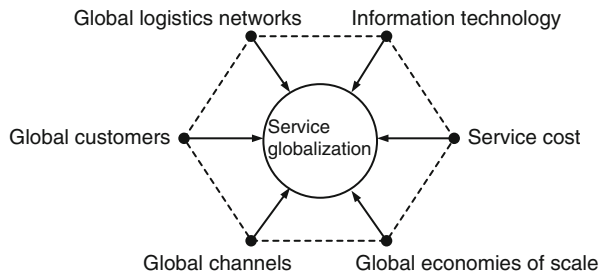 Global logistics networks
Information technology
Global customers
Service
globalization
Service cost
Global channels
Global economies of scale